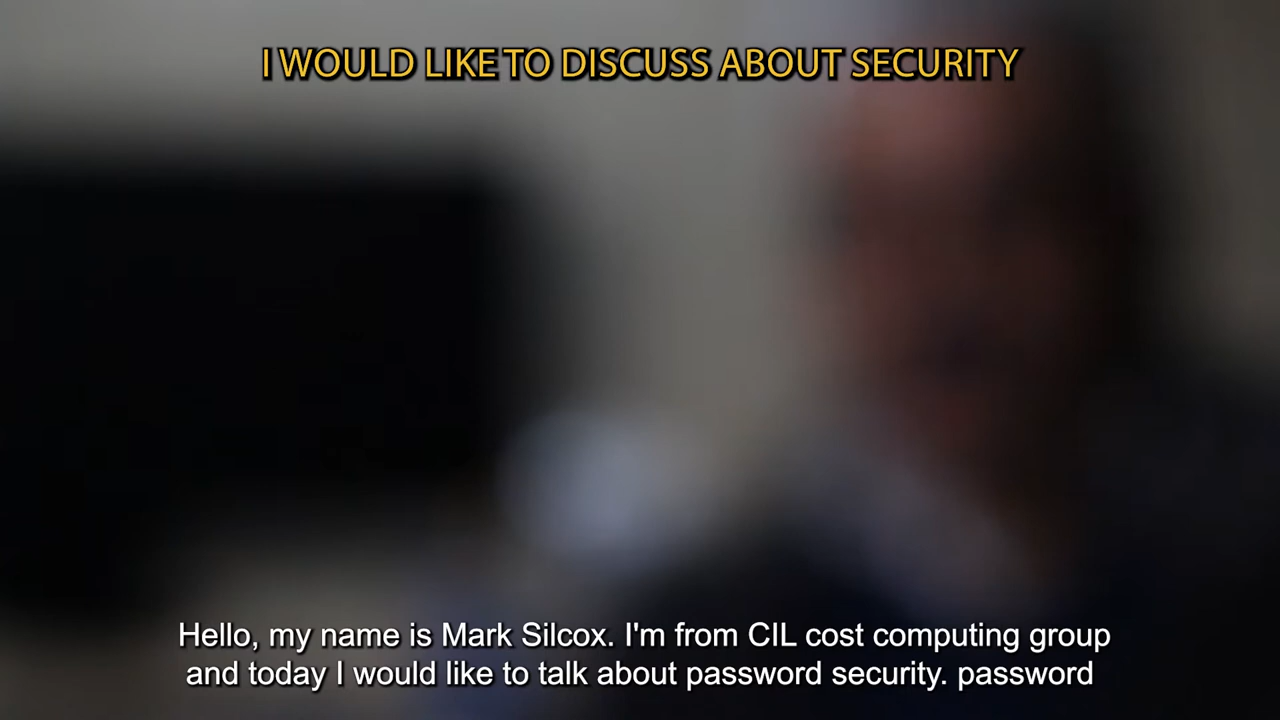 I WOULD LIKE TO DISCUSS ABOUT SECURITY
Hello, my name is Mark Silcox. I'm from CIL cost computing group
and today I would like to talk about password security. password